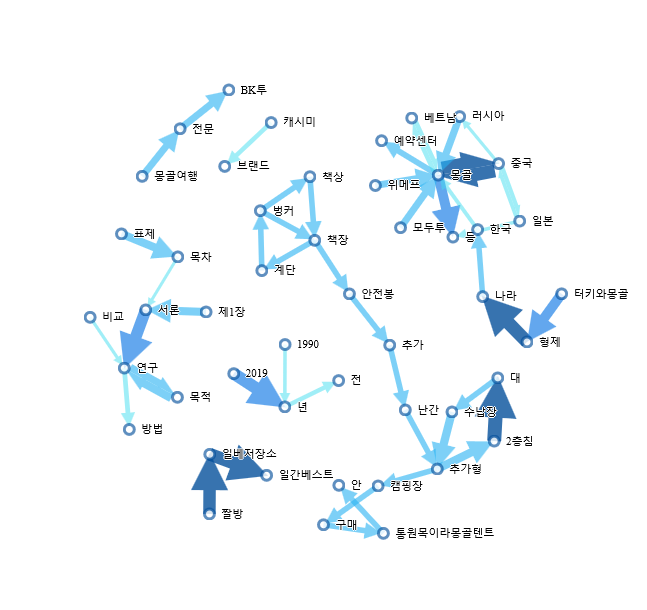 BK투
전문
캐시미
몽골여행
브랜드
베트남
러시아
예약센터
중국
몽골
위메프
책상
벙커
모두투
일본
한국
등
책장
표제
목차
계단
안전봉
나라
터키와몽골
서론
제1장
비교
형제
1990
추가
연구
2019
전
대
목적
년
난간
수납장
방법
2층침
일베저장소
추가형
일간베스트
안
캠핑장
짤방
구매
통원목이라몽골텐트